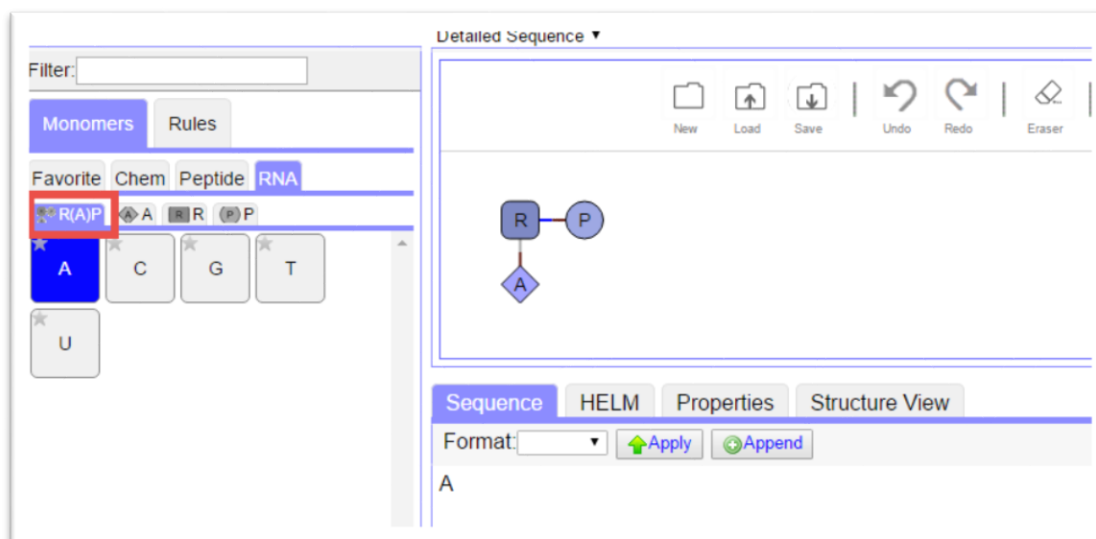 Detailed Sequence ▼
Filter:
New Load Save Undo Redo Eraser
Monomers Rules
Favorite Chem Peptide RNA
R(A)P A A R R P P
A C G T
U
R P
A
Sequence HELM Properties Structure View
Format: ▼ Apply Append
A